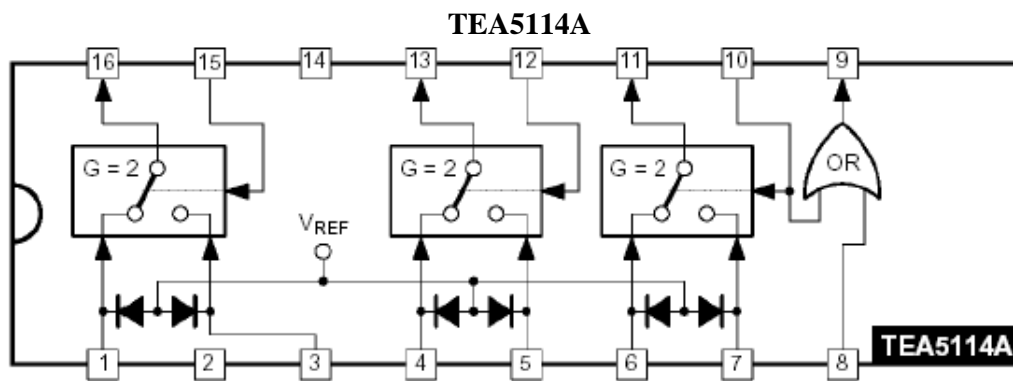 TEA5114A
16 15 14 13 12 11 10 9
G = 2 G = 2 G = 2 OR
VREF
1 2 3 4 5 6 7 8
TEA5114A